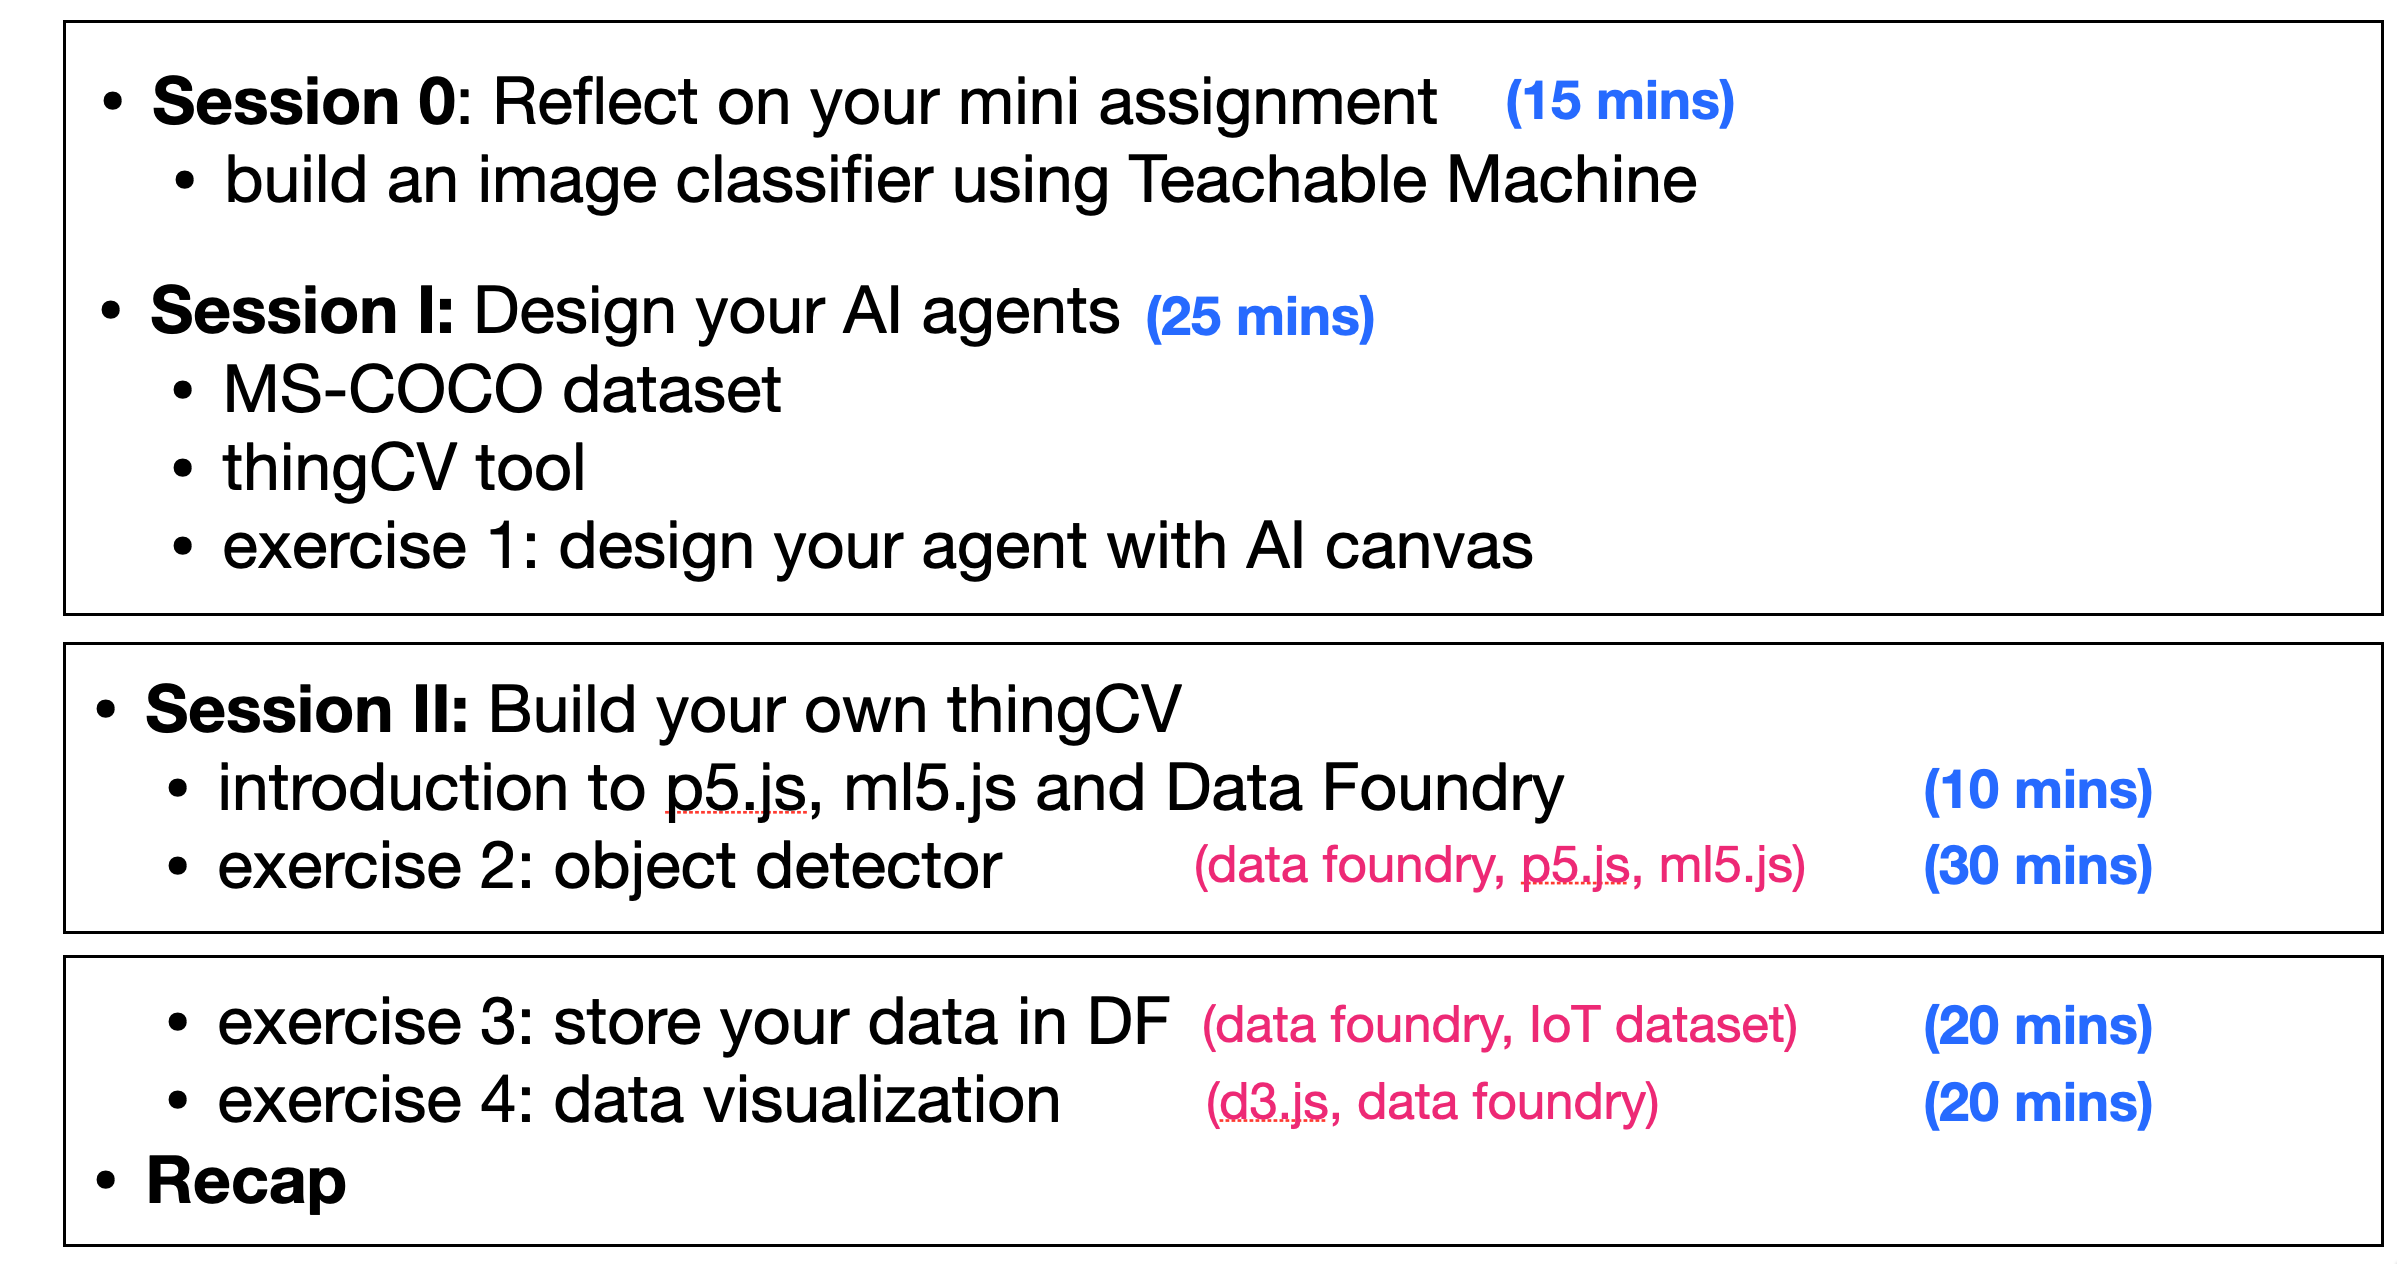 • Session 0: Reflect on your mini assignment (15 mins)
• build an image classifier using Teachable Machine
• Session I: Design your AI agents (25 mins)
• MS-COCO dataset
• thingCV tool
• exercise 1: design your agent with AI canvas
• Session II: Build your own thingCV
• introduction to p5.js, ml5.js and Data Foundry (10 mins)
• exercise 2: object detector (data foundry, p5.js, ml5.js) (30 mins)
• exercise 3: store your data in DF (data foundry, IoT dataset) (20 mins)
• exercise 4: data visualization (d3.js, data foundry) (20 mins)
• Recap